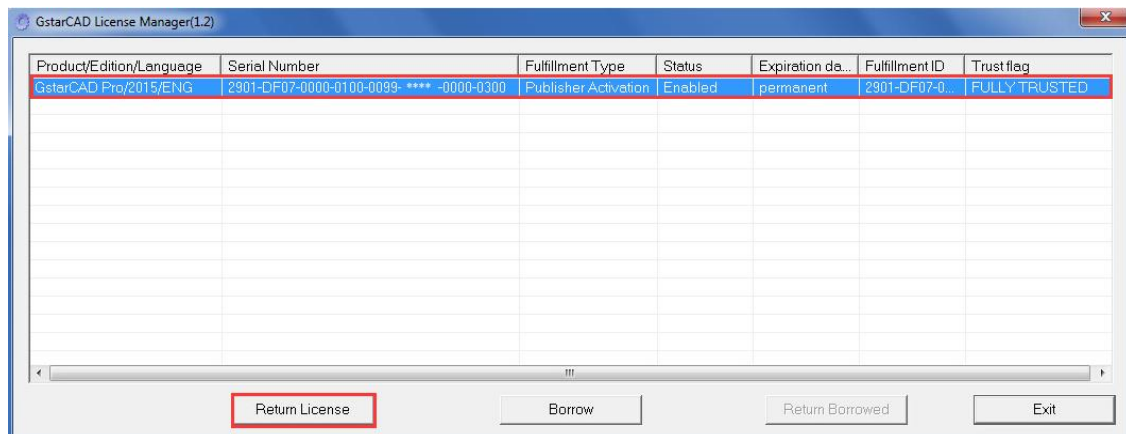 GstarCAD License Manager(1.2)
Product/Edition/Language Serial Number Fulfillment Type Status Expiration da... Fulfillment ID Trust flag
GstarCAD Pro/2015/ENG 2901-DF07-0000-0100-0099- **** -0000-0300 Publisher Activation Enabled permanent 2901-DF07-0... FULLY TRUSTED
Return License Borrow Return Borrowed Exit